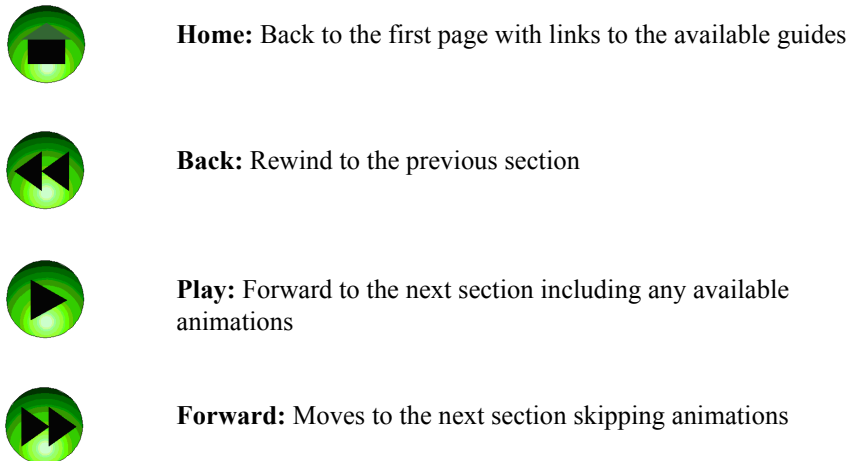 Home: Back to the first page with links to the available guides
Back: Rewind to the previous section
Play: Forward to the next section including any available
animations
Forward: Moves to the next section skipping animations